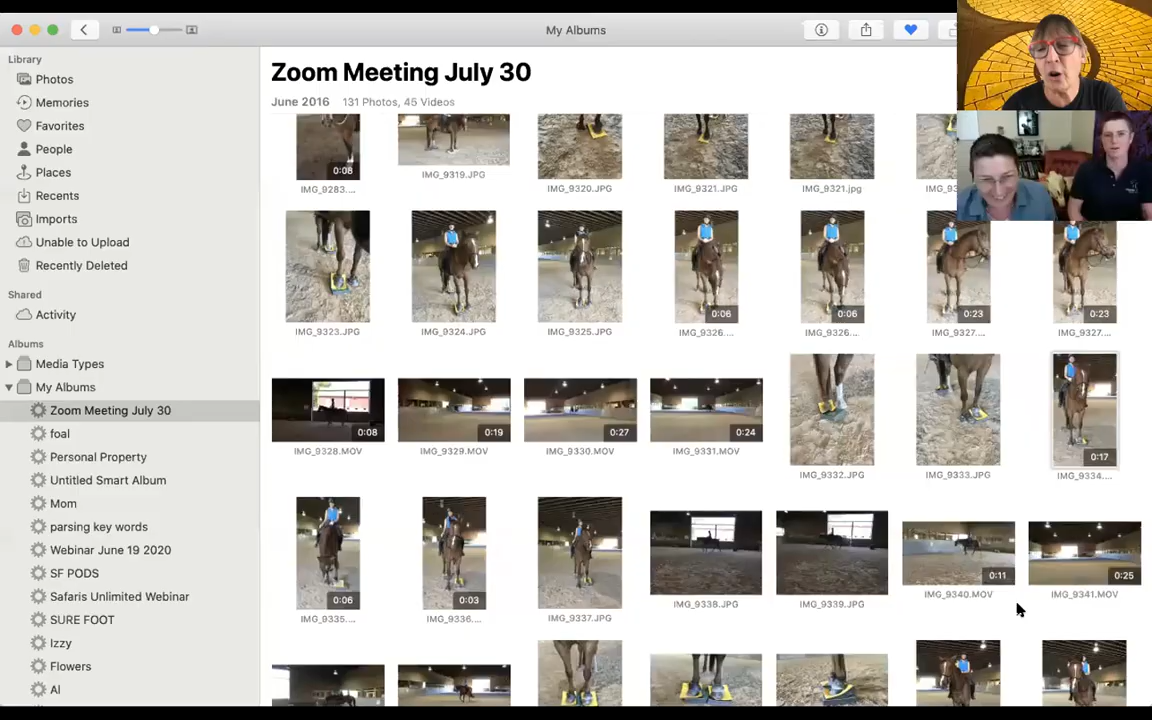 My Albums
Library
Photos
Memories
Favorites
People
Places
Recents
Imports
Unable to Upload
Recently Deleted
Shared
Activity
Albums
Media Types
My Albums
Zoom Meeting July 30
foal
Personal Property
Untitled Smart Album
Mom
parsing key words
Webinar June 19 2020
SF PODS
Safaris Unlimited Webinar
SURE FOOT
Izzy
Flowers
Al
Zoom Meeting July 30
June 2016 131 Photos, 45 Videos
0:08
IMG_9283....
IMG_9319.JPG
IMG_9320.JPG
IMG_9321.JPG
IMG_9321.jpg
0:06
0:06
0:23
0:23
IMG_9323.JPG
IMG_9324.JPG
IMG_9325.JPG
IMG_9326....
IMG_9326....
IMG_9327....
IMG_9327....
0:08
0:19
0:27
0:24
0:17
IMG_9328.MOV
IMG_9329.MOV
IMG_9330.MOV
IMG_9331.MOV
IMG_9332.JPG
IMG_9333.JPG
IMG_9334....
0:06
0:03
0:11
0:25
IMG_9335....
IMG_9336....
IMG_9337.JPG
IMG_9338.JPG
IMG_9339.JPG
IMG_9340.MOV
IMG_9341.MOV